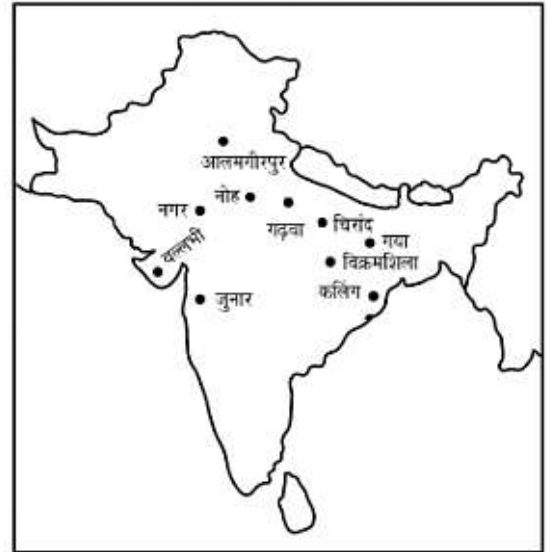 आलमगीरपुर
नोह
नगर
गढ़वा
चिरांद
गया
वल्लभी
विक्रमशिला
कलिंग
जुनार